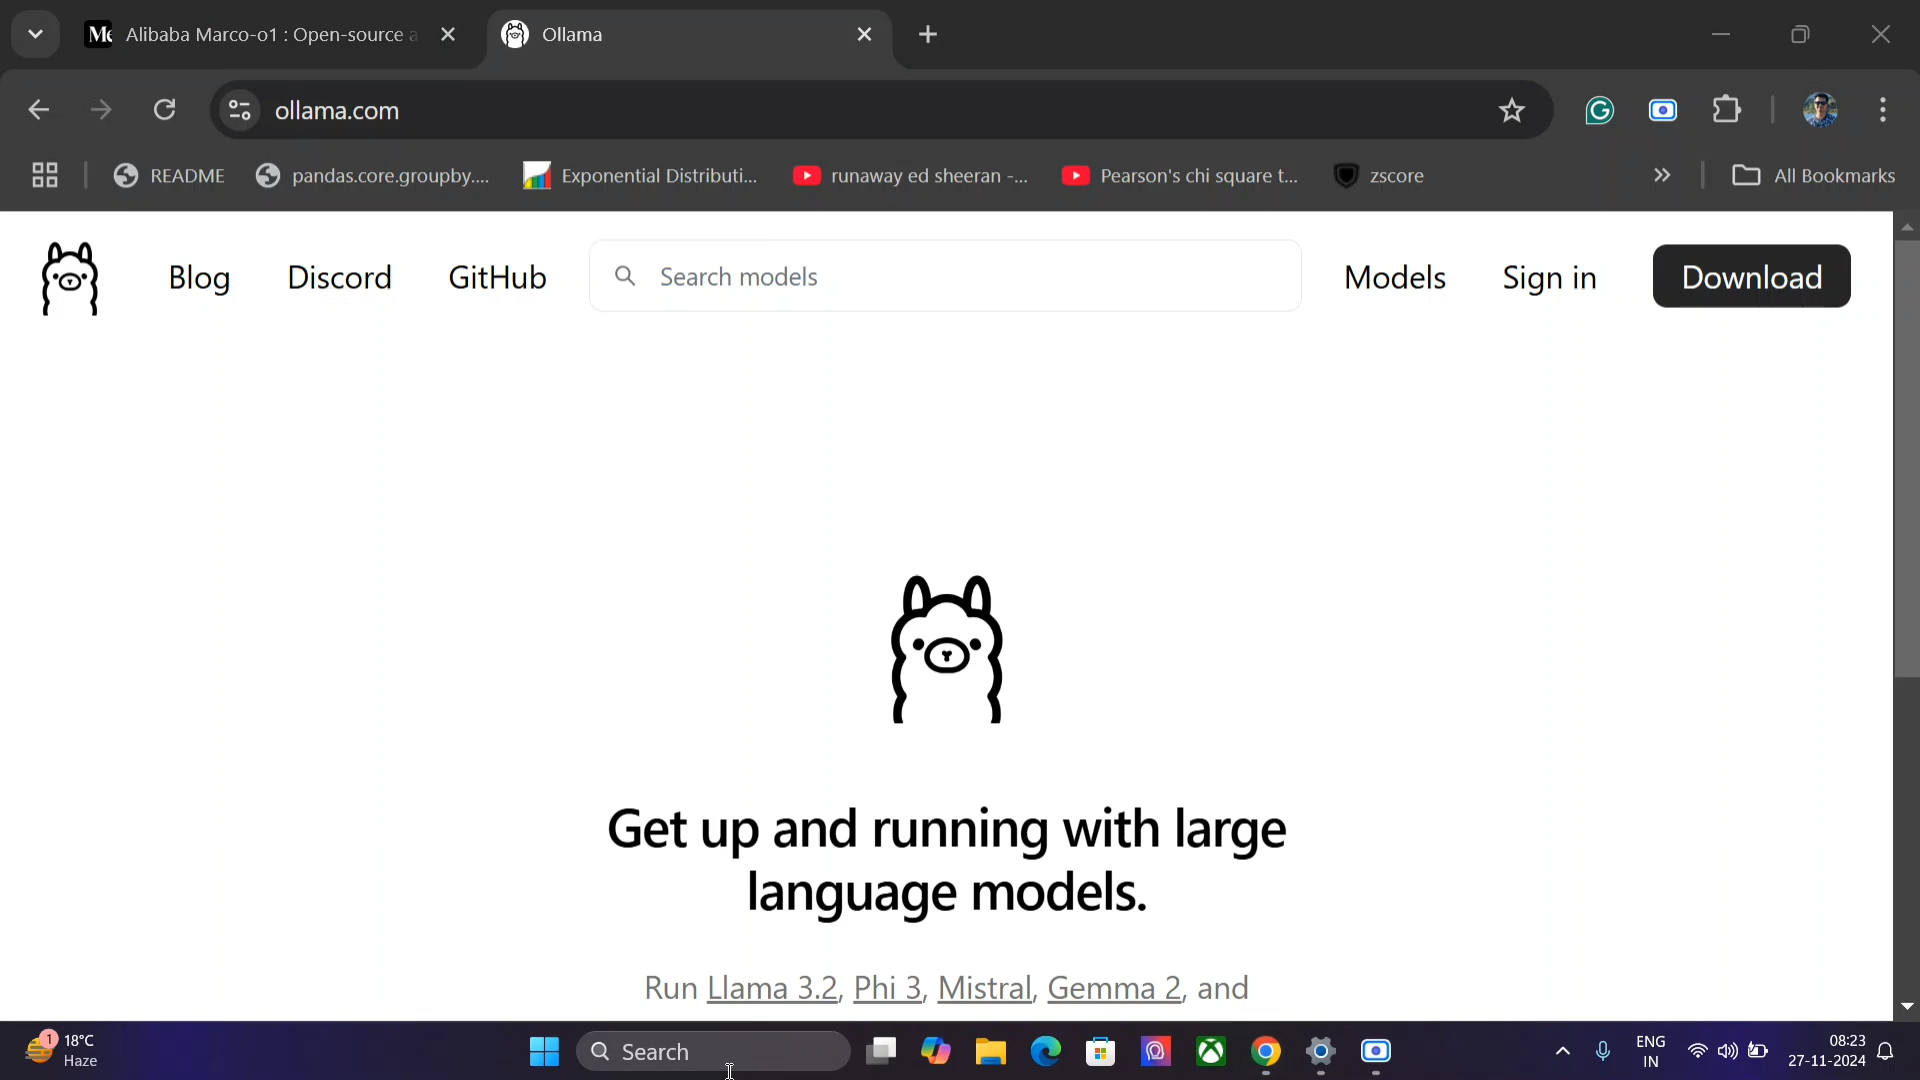 Alibaba Marco-o1 : Open-source a
Ollama
ollama.com
README
pandas.core.groupby....
Exponential Distributi...
runaway ed sheeran -...
Pearson's chi square t...
zscore
All Bookmarks
Blog
Discord
GitHub
Search models
Models
Sign in
Download
Get up and running with large
language models.
Run Llama 3.2, Phi 3, Mistral, Gemma 2, and
1
18°C
Haze
Search
ENG
IN
08:23
27-11-2024